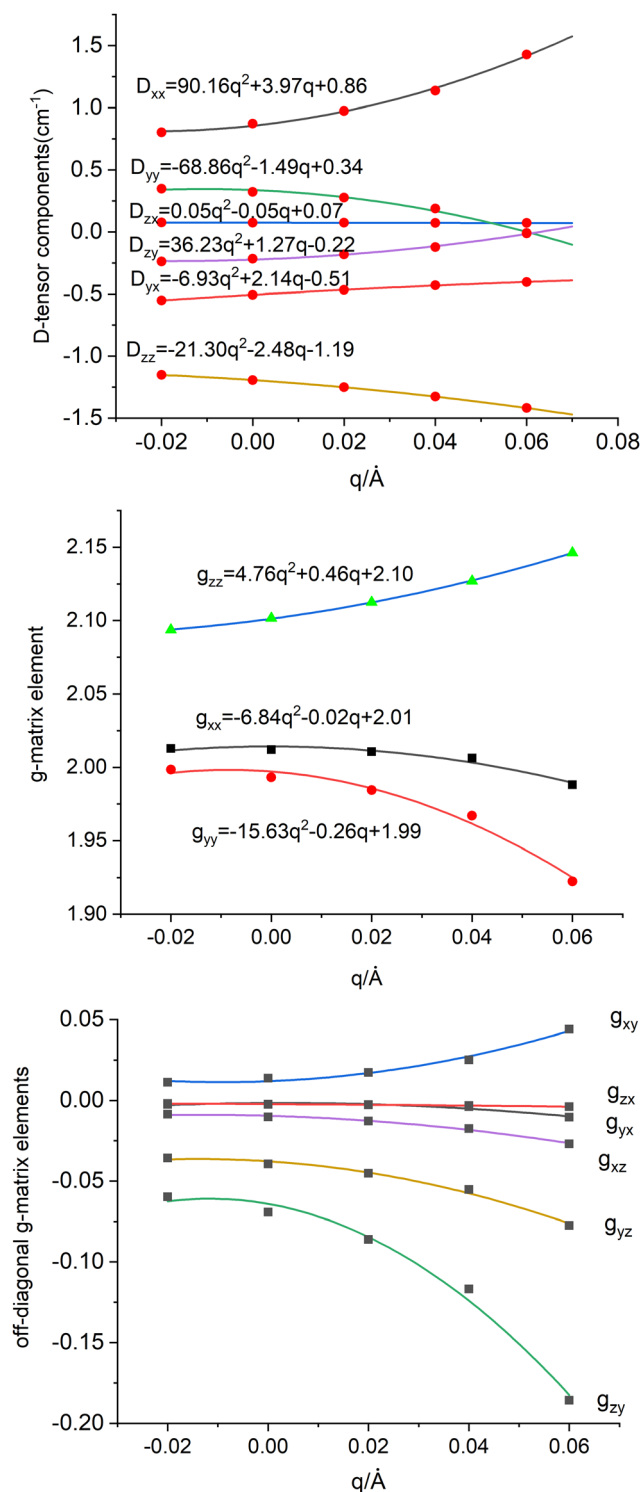 1.5
1.0
0.5
0.0
-0.5
-1.0
-1.5
D-tensor components(cm⁻¹)
Dxx=90.16q²+3.97q+0.86
Dyy=-68.86q²-1.49q+0.34
Dzx=0.05q²-0.05q+0.07
Dzy=36.23q²+1.27q-0.22
Dyx=-6.93q²+2.14q-0.51
Dzz=-21.30q²-2.48q-1.19
-0.02 0.00 0.02 0.04 0.06 0.08
q/Å
2.15
2.10
2.05
2.00
1.95
1.90
g-matrix element
gzz=4.76q²+0.46q+2.10
gxx=-6.84q²-0.02q+2.01
gyy=-15.63q²-0.26q+1.99
-0.02 0.00 0.02 0.04 0.06
q/Å
0.05
0.00
-0.05
-0.10
-0.15
-0.20
off-diagonal g-matrix elements
gxy
gzx
gyx
gxz
gyz
gzy
-0.02 0.00 0.02 0.04 0.06
q/Å